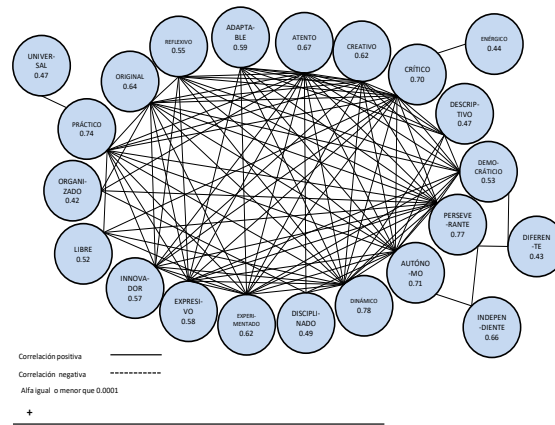 ADAPTA-
BLE
0.59
ATENTO
0.67
CREATIVO
0.62
REFLEXIVO
0.55
ENÉRGICO
0.44
UNIVER-
SAL
0.47
ORIGINAL
0.64
CRÍTICO
0.70
DESCRIP-
TIVO
0.47
PRÁCTICO
0.74
DEMO-
CRÁTICIO
0.53
ORGANI-
ZADO
0.42
PERSEVE
-RANTE
0.77
DIFEREN
-TE
0.43
LIBRE
0.52
AUTÓNO
-MO
0.71
INNOVA-
DOR
0.57
EXPRESI-
VO
0.58
EXPERI-
MENTADO
0.62
DISCIPLI-
NADO
0.49
DINÁMICO
0.78
INDEPEN
-DIENTE
0.66
Correlación positiva
Correlación negativa
Alfa igual o menor que 0.0001
+